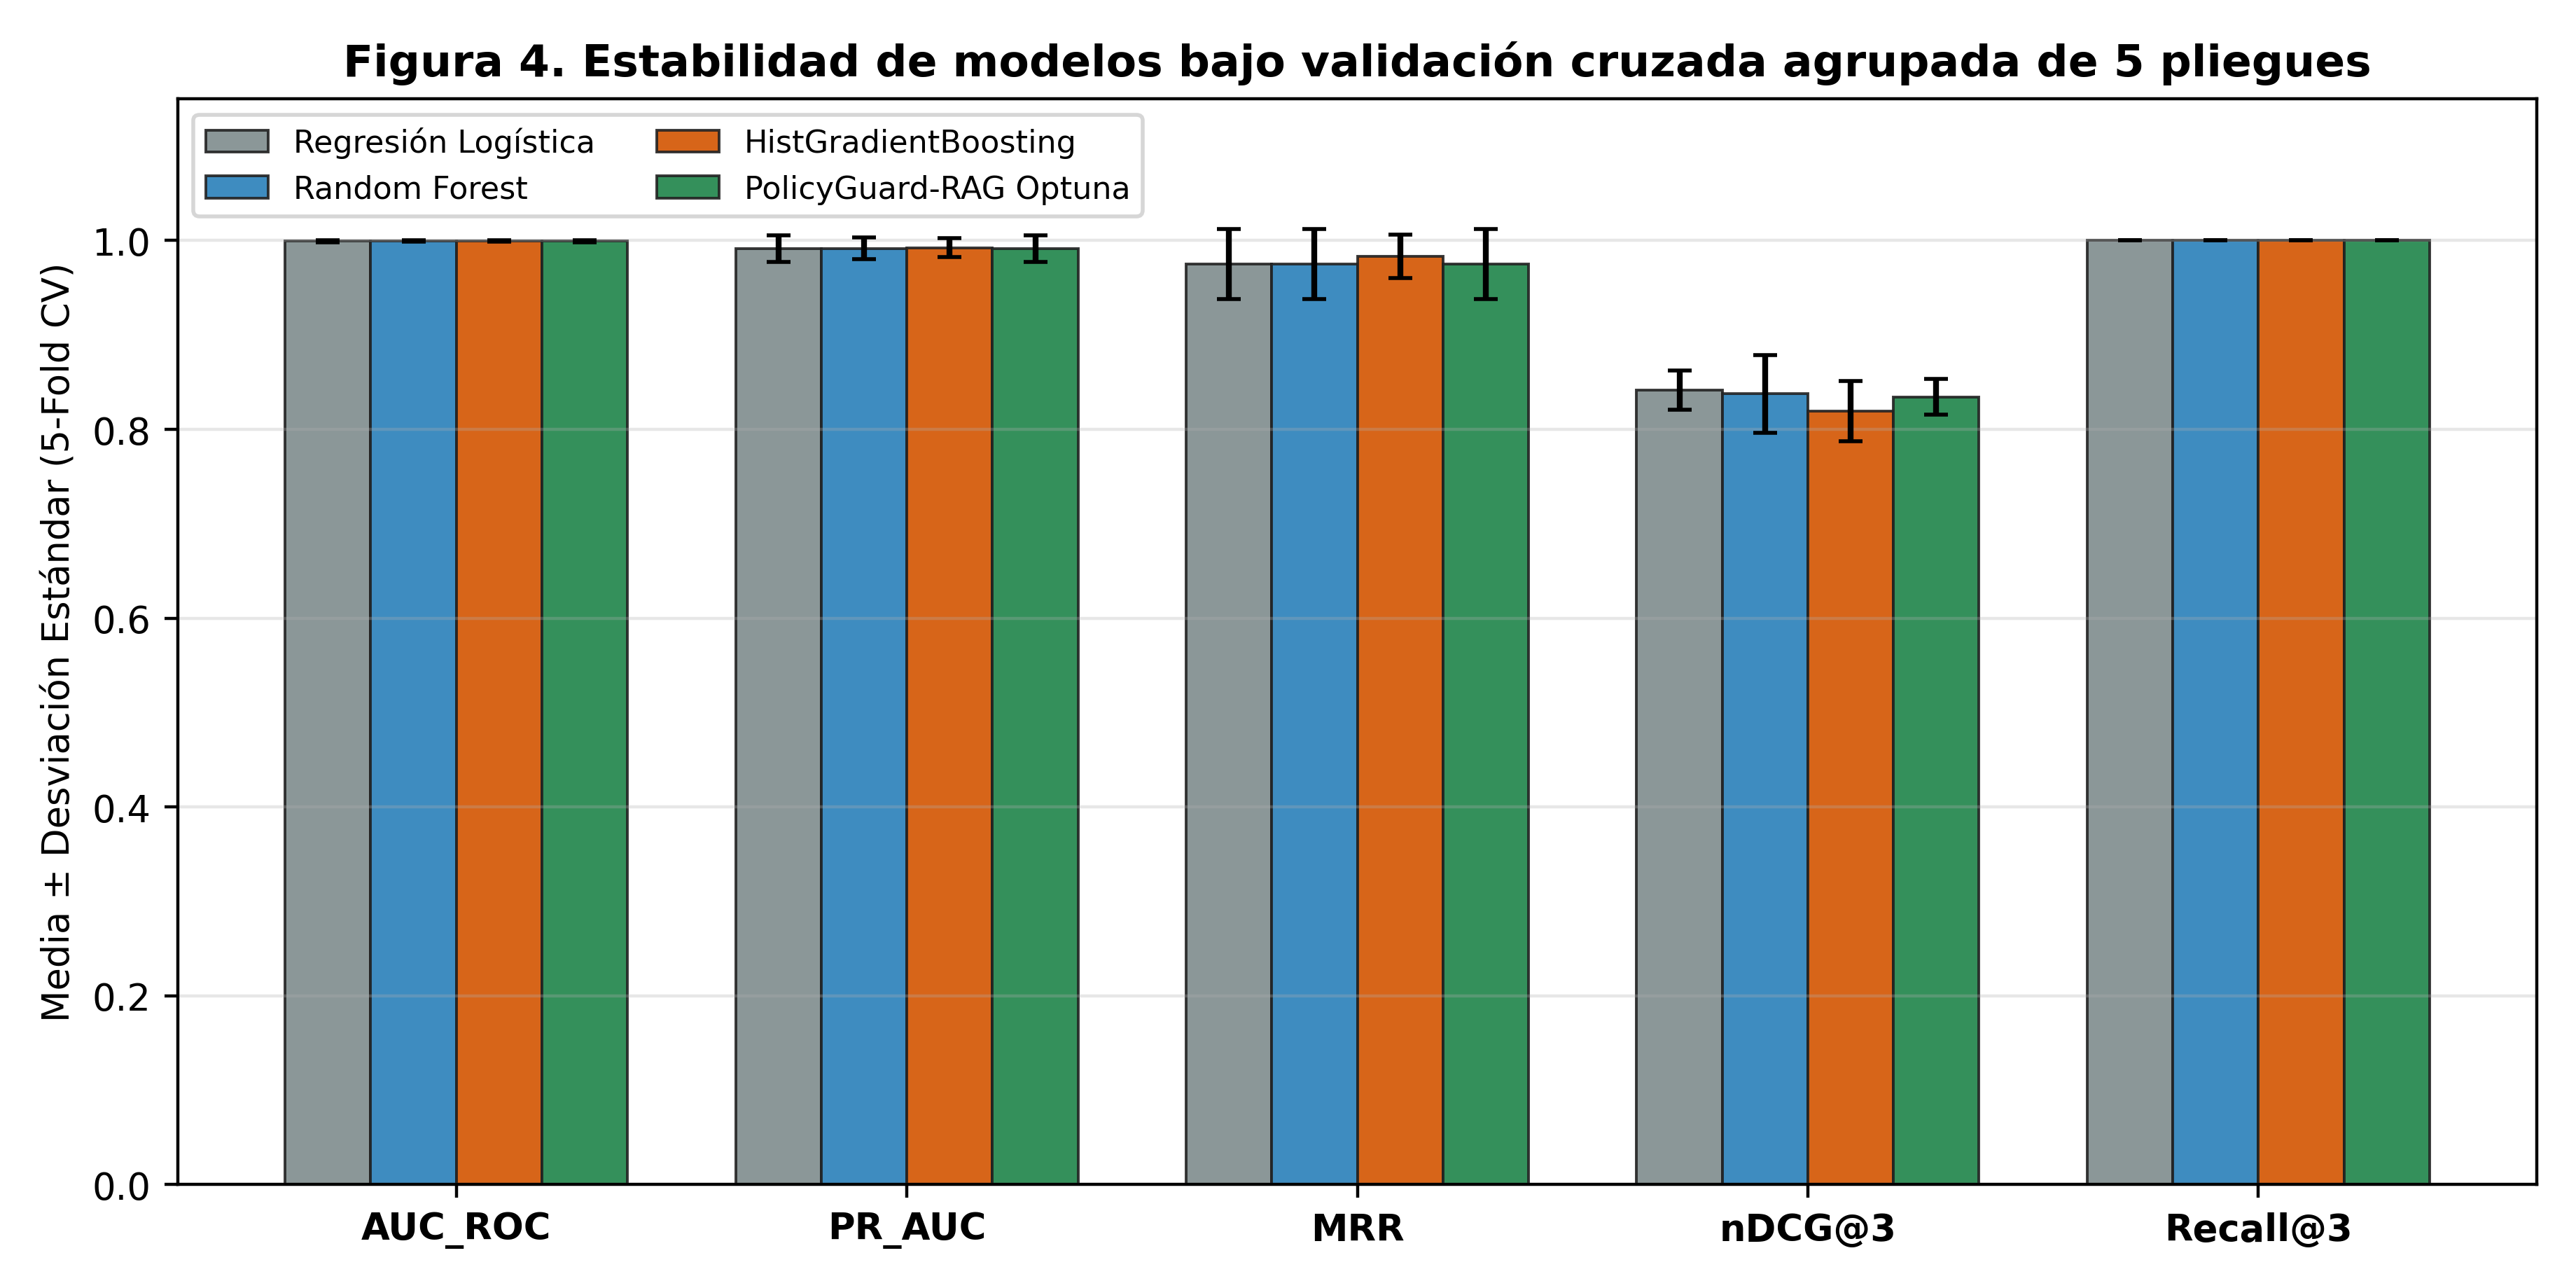 Figura 4. Estabilidad de modelos bajo validación cruzada agrupada de 5 pliegues
Regresión Logística
Random Forest
HistGradientBoosting
PolicyGuard-RAG Optuna
Media ± Desviación Estándar (5-Fold CV)
1.0
0.8
0.6
0.4
0.2
0.0
AUC_ROC
PR_AUC
MRR
nDCG@3
Recall@3